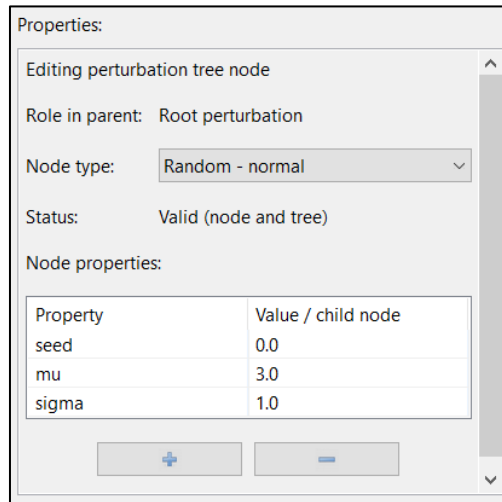 Properties:
Editing perturbation tree node
Role in parent: Root perturbation
Node type: Random - normal
Status: Valid (node and tree)
Node properties:
Property Value / child node
seed 0.0
mu 3.0
sigma 1.0